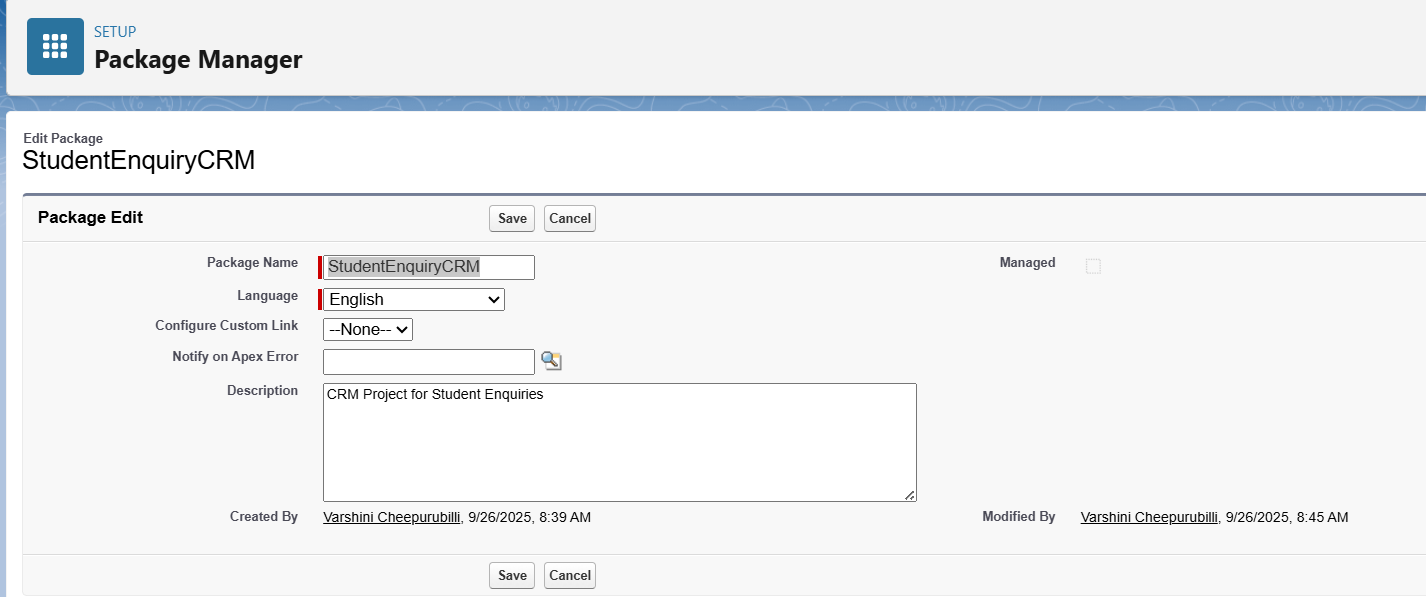 SETUP
Package Manager
Edit Package
StudentEnquiryCRM
Package Edit Save Cancel
Package Name StudentEnquiryCRM Managed
Language English
Configure Custom Link --None--
Notify on Apex Error
Description CRM Project for Student Enquiries
Created By Varshini Cheepurubilli, 9/26/2025, 8:39 AM Modified By Varshini Cheepurubilli, 9/26/2025, 8:45 AM
Save Cancel